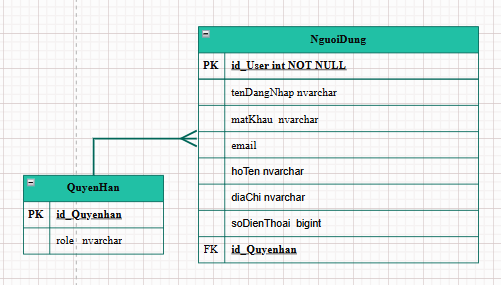 NguoiDung
PK id_User int NOT NULL
tenDangNhap nvarchar
matKhau nvarchar
email
hoTen nvarchar
diaChi nvarchar
soDienThoai bigint
FK id_Quyenhan
QuyenHan
PK id_Quyenhan
role nvarchar